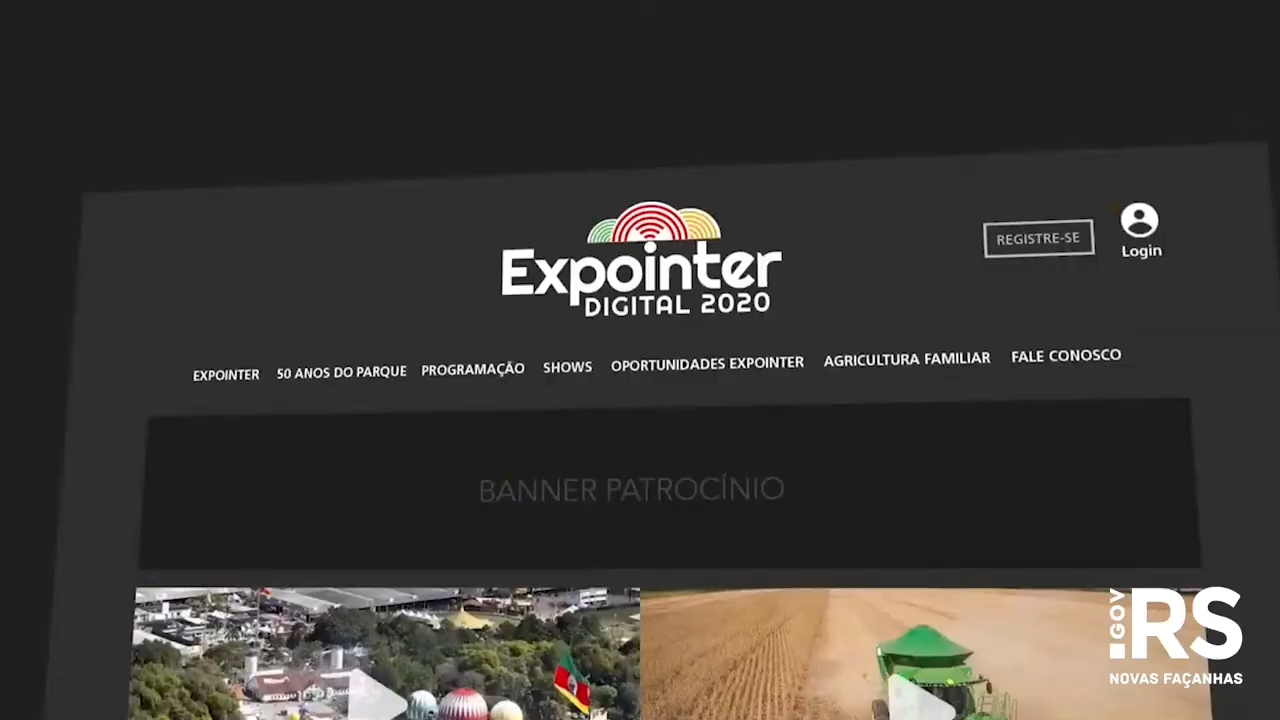 Expointer
DIGITAL 2020
REGISTRE-SE
Login
EXPOINTER 50 ANOS DO PARQUE PROGRAMAÇÃO SHOWS OPORTUNIDADES EXPOINTER AGRICULTURA FAMILIAR FALE CONOSCO
BANNER PATROCÍNIO
GOV
RS
NOVAS FAÇANHAS